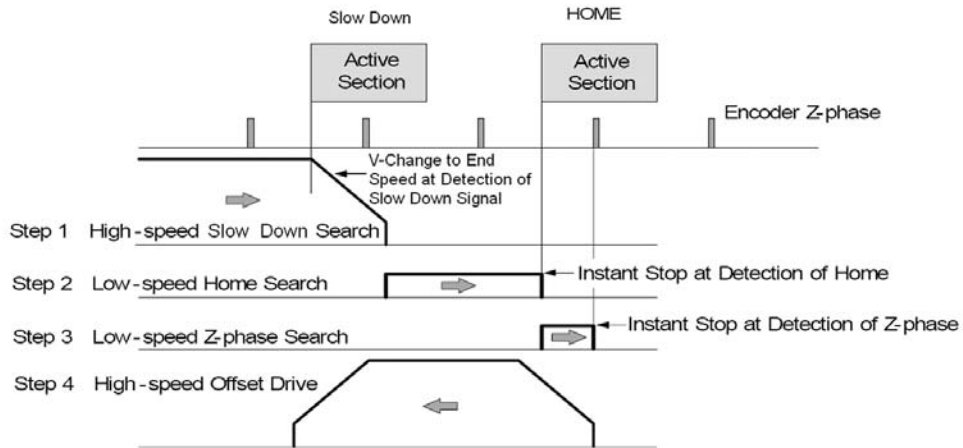 Slow Down
HOME
Active
Section
Active
Section
Encoder Z-phase
V-Change to End
Speed at Detection of
Slow Down Signal
Step 1 High-speed Slow Down Search
Step 2 Low-speed Home Search
Instant Stop at Detection of Home
Step 3 Low-speed Z-phase Search
Instant Stop at Detection of Z-phase
Step 4 High-speed Offset Drive